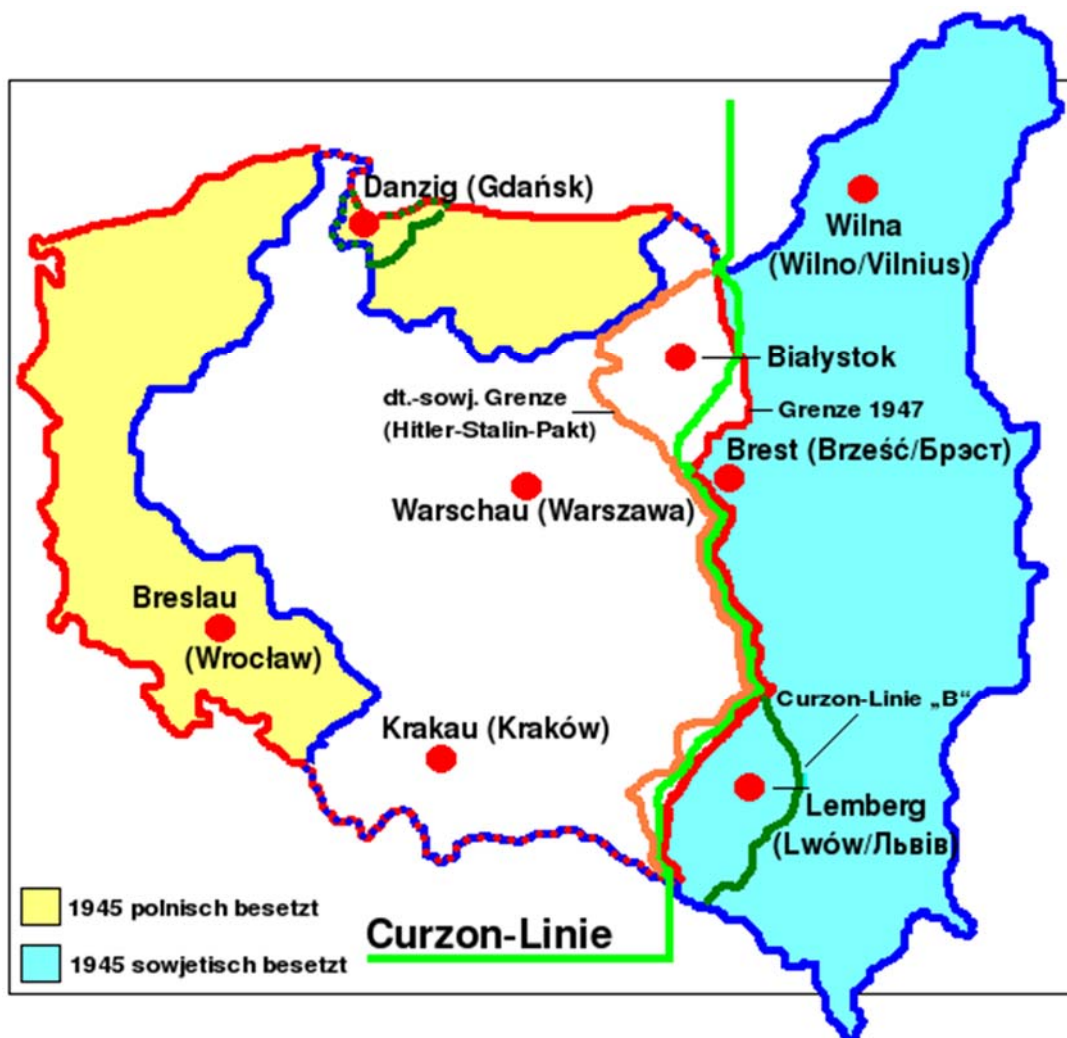 Danzig (Gdańsk)
Wilna
(Wilno/Vilnius)
Białystok
dt.-sowj. Grenze
(Hitler-Stalin-Pakt)
Grenze 1947
Brest (Brześć/Брэст)
Warschau (Warszawa)
Breslau
(Wrocław)
Curzon-Linie „B“
Krakau (Kraków)
Lemberg
(Lwów/Львів)
1945 polnisch besetzt
Curzon-Linie
1945 sowjetisch besetzt